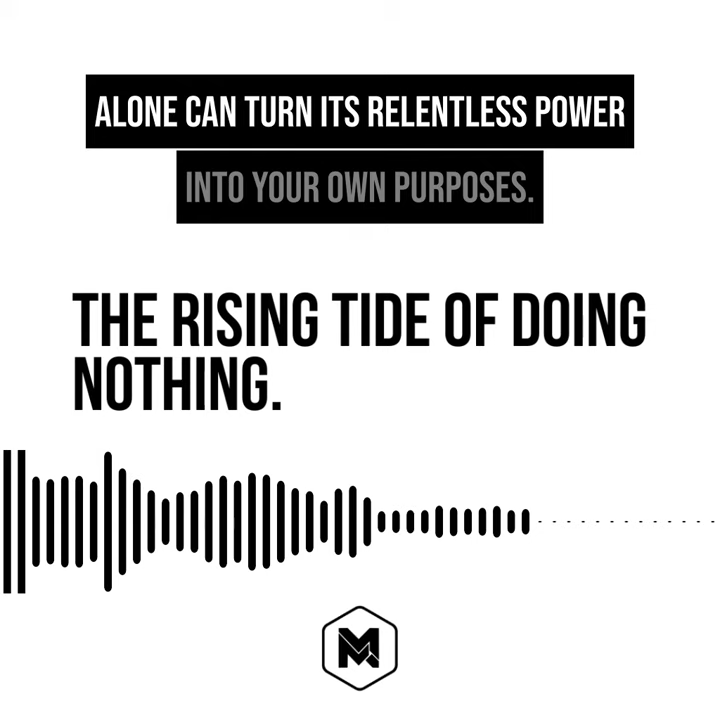 ALONE CAN TURN ITS RELENTLESS POWER
INTO YOUR OWN PURPOSES.
THE RISING TIDE OF DOING
NOTHING.
M